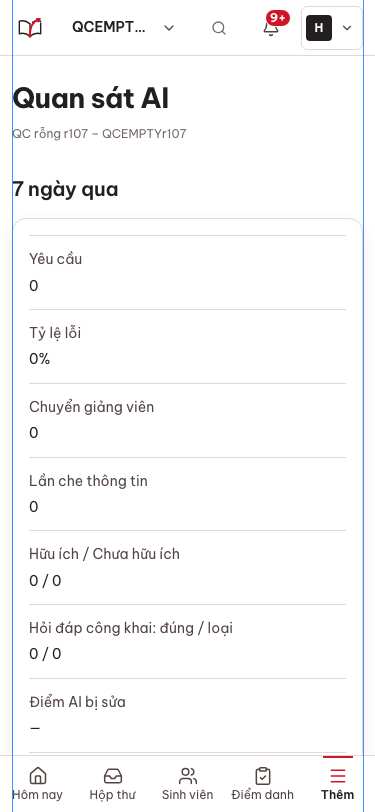 QCEMPT...
9+
H
Quan sát AI
QC rỗng r107 – QCEMPTYr107
7 ngày qua
Yêu cầu
0
Tỷ lệ lỗi
0%
Chuyển giảng viên
0
Lần che thông tin
0
Hữu ích / Chưa hữu ích
0 / 0
Hỏi đáp công khai: đúng / loại
0 / 0
Điểm AI bị sửa
—
Hôm nay
Hộp thư
Sinh viên
Điểm danh
Thêm